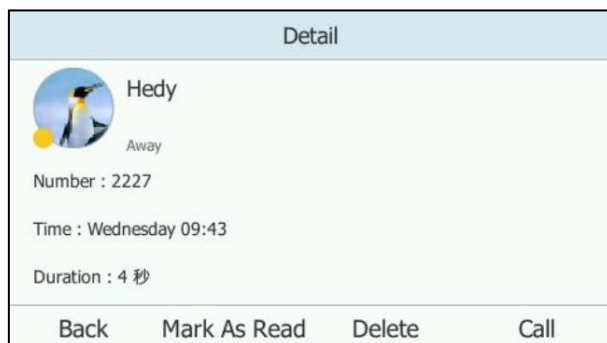 Detail
Hedy
Away
Number : 2227
Time : Wednesday 09:43
Duration : 4 秒
Back Mark As Read Delete Call